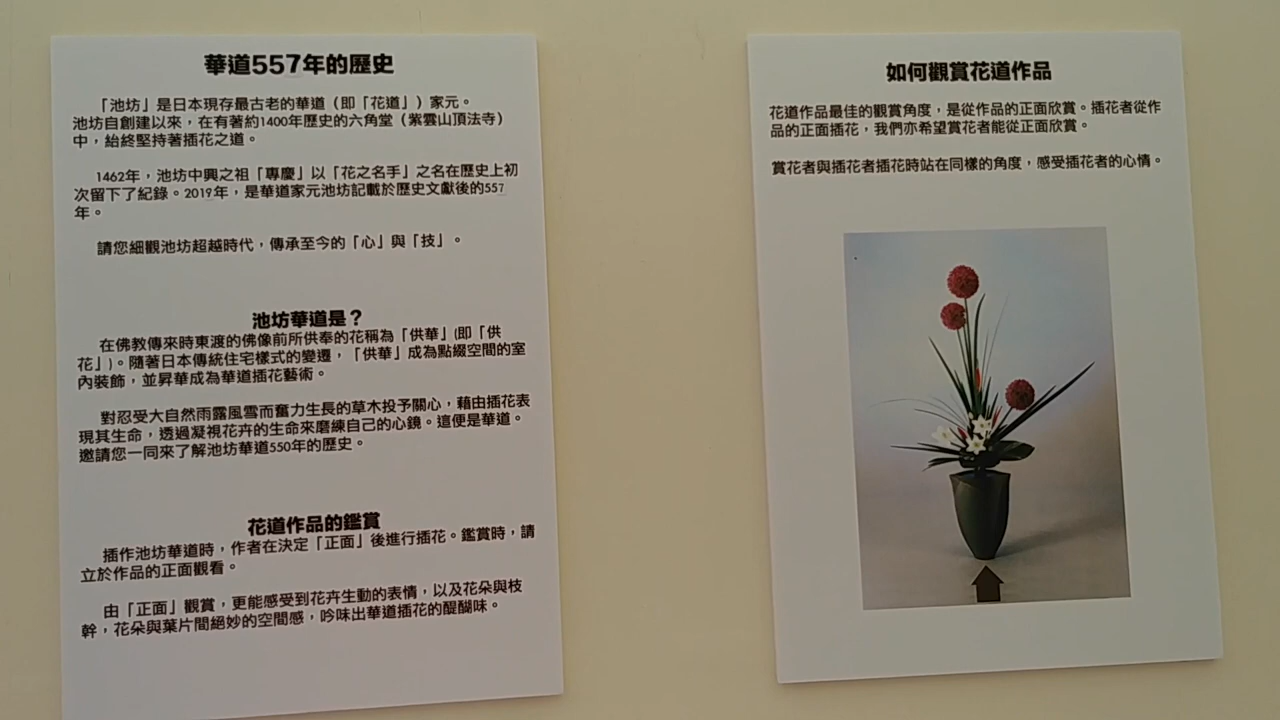 華道557年的歷史
「池坊」是日本現存最古老的華道（即「花道」）家元。
池坊自創建以來，在有著約1400年歷史的六角堂（紫雲山頂法寺）
中，始終堅持著插花之道。
1462年，池坊中興之祖「專慶」以「花之名手」之名在歷史上初
次留下了紀錄。2019年，是華道家元池坊記載於歷史文獻後的557
年。
請您細觀池坊超越時代，傳承至今的「心」與「技」。
池坊華道是？
在佛教傳來時東渡的佛像前所供奉的花稱為「供華」(即「供
花」)。隨著日本傳統住宅樣式的變遷，「供華」成為點綴空間的室
內裝飾，並昇華成為華道插花藝術。
對忍受大自然雨露風雪而奮力生長的草木投予關心，藉由插花表
現其生命，透過凝視花卉的生命來磨練自己的心鏡。這便是華道。
邀請您一同來了解池坊華道550年的歷史。
花道作品的鑑賞
插作池坊華道時，作者在決定「正面」後進行插花。鑑賞時，請
立於作品的正面觀看。
由「正面」觀賞，更能感受到花卉生動的表情，以及花朵與枝
幹，花朵與葉片間絕妙的空間感，吟味出華道插花的醍醐味。
如何觀賞花道作品
花道作品最佳的觀賞角度，是從作品的正面欣賞。插花者從作
品的正面插花，我們亦希望賞花者能從正面欣賞。
賞花者與插花者插花時站在同樣的角度，感受插花者的心情。